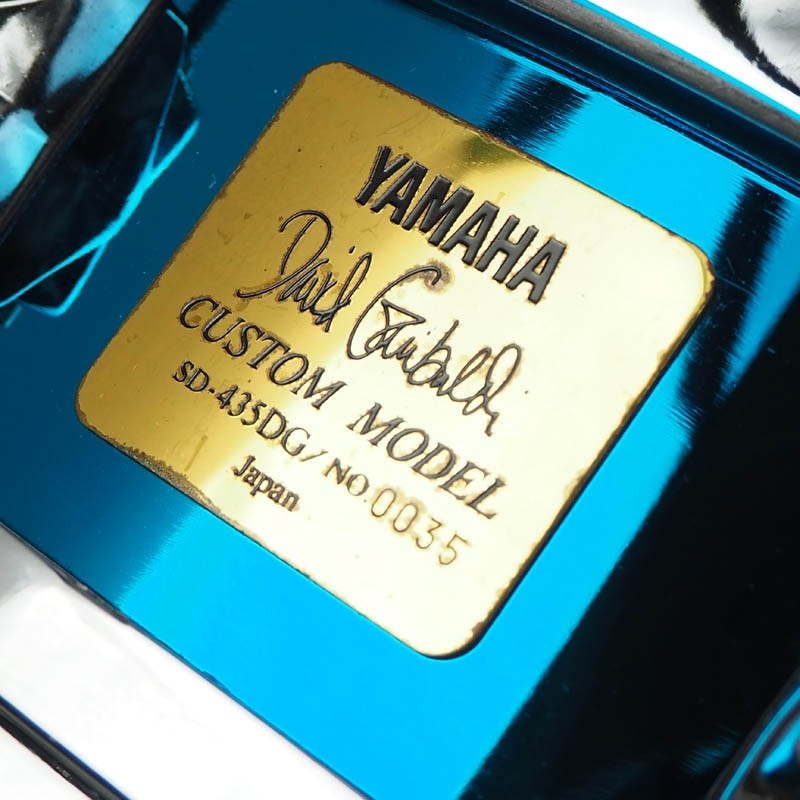 YAMAHA
David Garibaldi
CUSTOM MODEL
SD-435DG/NO.0035
Japan